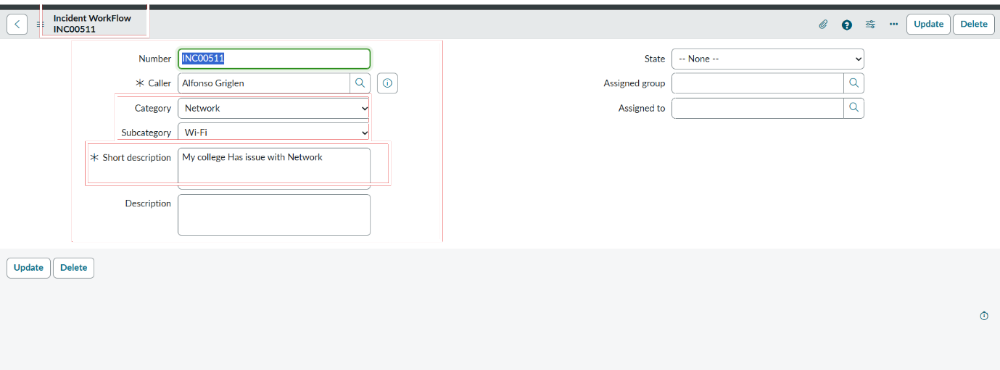 Incident WorkFlow
INC00511
Update
Delete
Number INC00511
✳ Caller Alfonso Griglen
Category Network
Subcategory Wi-Fi
✳ Short description My college Has issue with Network
Description
State -- None --
Assigned group
Assigned to
Update
Delete